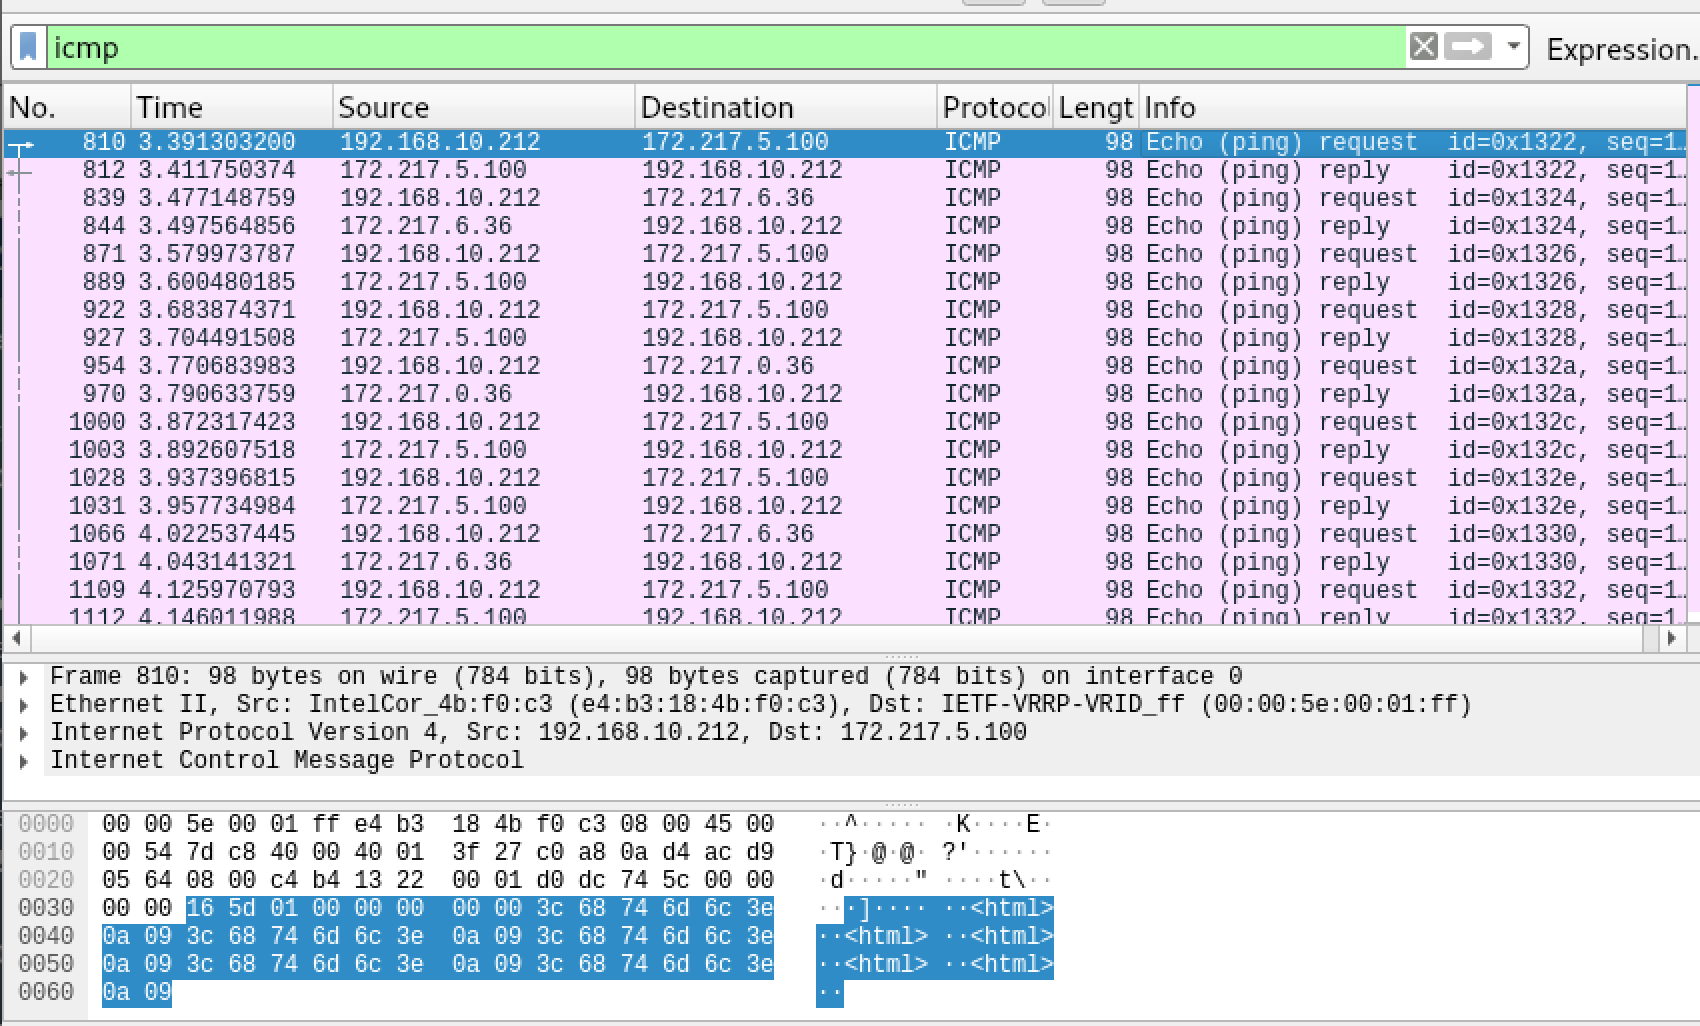 icmp
Expression.
No. Time Source Destination Protocol Lengt Info
810 3.391303200 192.168.10.212 172.217.5.100 ICMP 98 Echo (ping) request id=0x1322, seq=1…
812 3.411750374 172.217.5.100 192.168.10.212 ICMP 98 Echo (ping) reply id=0x1322, seq=1…
839 3.477148759 192.168.10.212 172.217.6.36 ICMP 98 Echo (ping) request id=0x1324, seq=1…
844 3.497564856 172.217.6.36 192.168.10.212 ICMP 98 Echo (ping) reply id=0x1324, seq=1…
871 3.579973787 192.168.10.212 172.217.5.100 ICMP 98 Echo (ping) request id=0x1326, seq=1…
889 3.600480185 172.217.5.100 192.168.10.212 ICMP 98 Echo (ping) reply id=0x1326, seq=1…
922 3.683874371 192.168.10.212 172.217.5.100 ICMP 98 Echo (ping) request id=0x1328, seq=1…
927 3.704491508 172.217.5.100 192.168.10.212 ICMP 98 Echo (ping) reply id=0x1328, seq=1…
954 3.770683983 192.168.10.212 172.217.0.36 ICMP 98 Echo (ping) request id=0x132a, seq=1…
970 3.790633759 172.217.0.36 192.168.10.212 ICMP 98 Echo (ping) reply id=0x132a, seq=1…
1000 3.872317423 192.168.10.212 172.217.5.100 ICMP 98 Echo (ping) request id=0x132c, seq=1…
1003 3.892607518 172.217.5.100 192.168.10.212 ICMP 98 Echo (ping) reply id=0x132c, seq=1…
1028 3.937396815 192.168.10.212 172.217.5.100 ICMP 98 Echo (ping) request id=0x132e, seq=1…
1031 3.957734984 172.217.5.100 192.168.10.212 ICMP 98 Echo (ping) reply id=0x132e, seq=1…
1066 4.022537445 192.168.10.212 172.217.6.36 ICMP 98 Echo (ping) request id=0x1330, seq=1…
1071 4.043141321 172.217.6.36 192.168.10.212 ICMP 98 Echo (ping) reply id=0x1330, seq=1…
1109 4.125970793 192.168.10.212 172.217.5.100 ICMP 98 Echo (ping) request id=0x1332, seq=1…
1112 4.146011988 172.217.5.100 192.168.10.212 ICMP 98 Echo (ping) reply id=0x1332, seq=1…
Frame 810: 98 bytes on wire (784 bits), 98 bytes captured (784 bits) on interface 0
Ethernet II, Src: IntelCor_4b:f0:c3 (e4:b3:18:4b:f0:c3), Dst: IETF-VRRP-VRID_ff (00:00:5e:00:01:ff)
Internet Protocol Version 4, Src: 192.168.10.212, Dst: 172.217.5.100
Internet Control Message Protocol
0000 00 00 5e 00 01 ff e4 b3 18 4b f0 c3 08 00 45 00 ··^····· ·K····E·
0010 00 54 7d c8 40 00 40 01 3f 27 c0 a8 0a d4 ac d9 ·T}·@·@· ?'······
0020 05 64 08 00 c4 b4 13 22 00 01 d0 dc 74 5c 00 00 ·d·····" ····t\··
0030 00 00 16 5d 01 00 00 00 00 00 3c 68 74 6d 6c 3e ···]···· ··<html>
0040 0a 09 3c 68 74 6d 6c 3e 0a 09 3c 68 74 6d 6c 3e ··<html> ··<html>
0050 0a 09 3c 68 74 6d 6c 3e 0a 09 3c 68 74 6d 6c 3e ··<html> ··<html>
0060 0a 09 ··